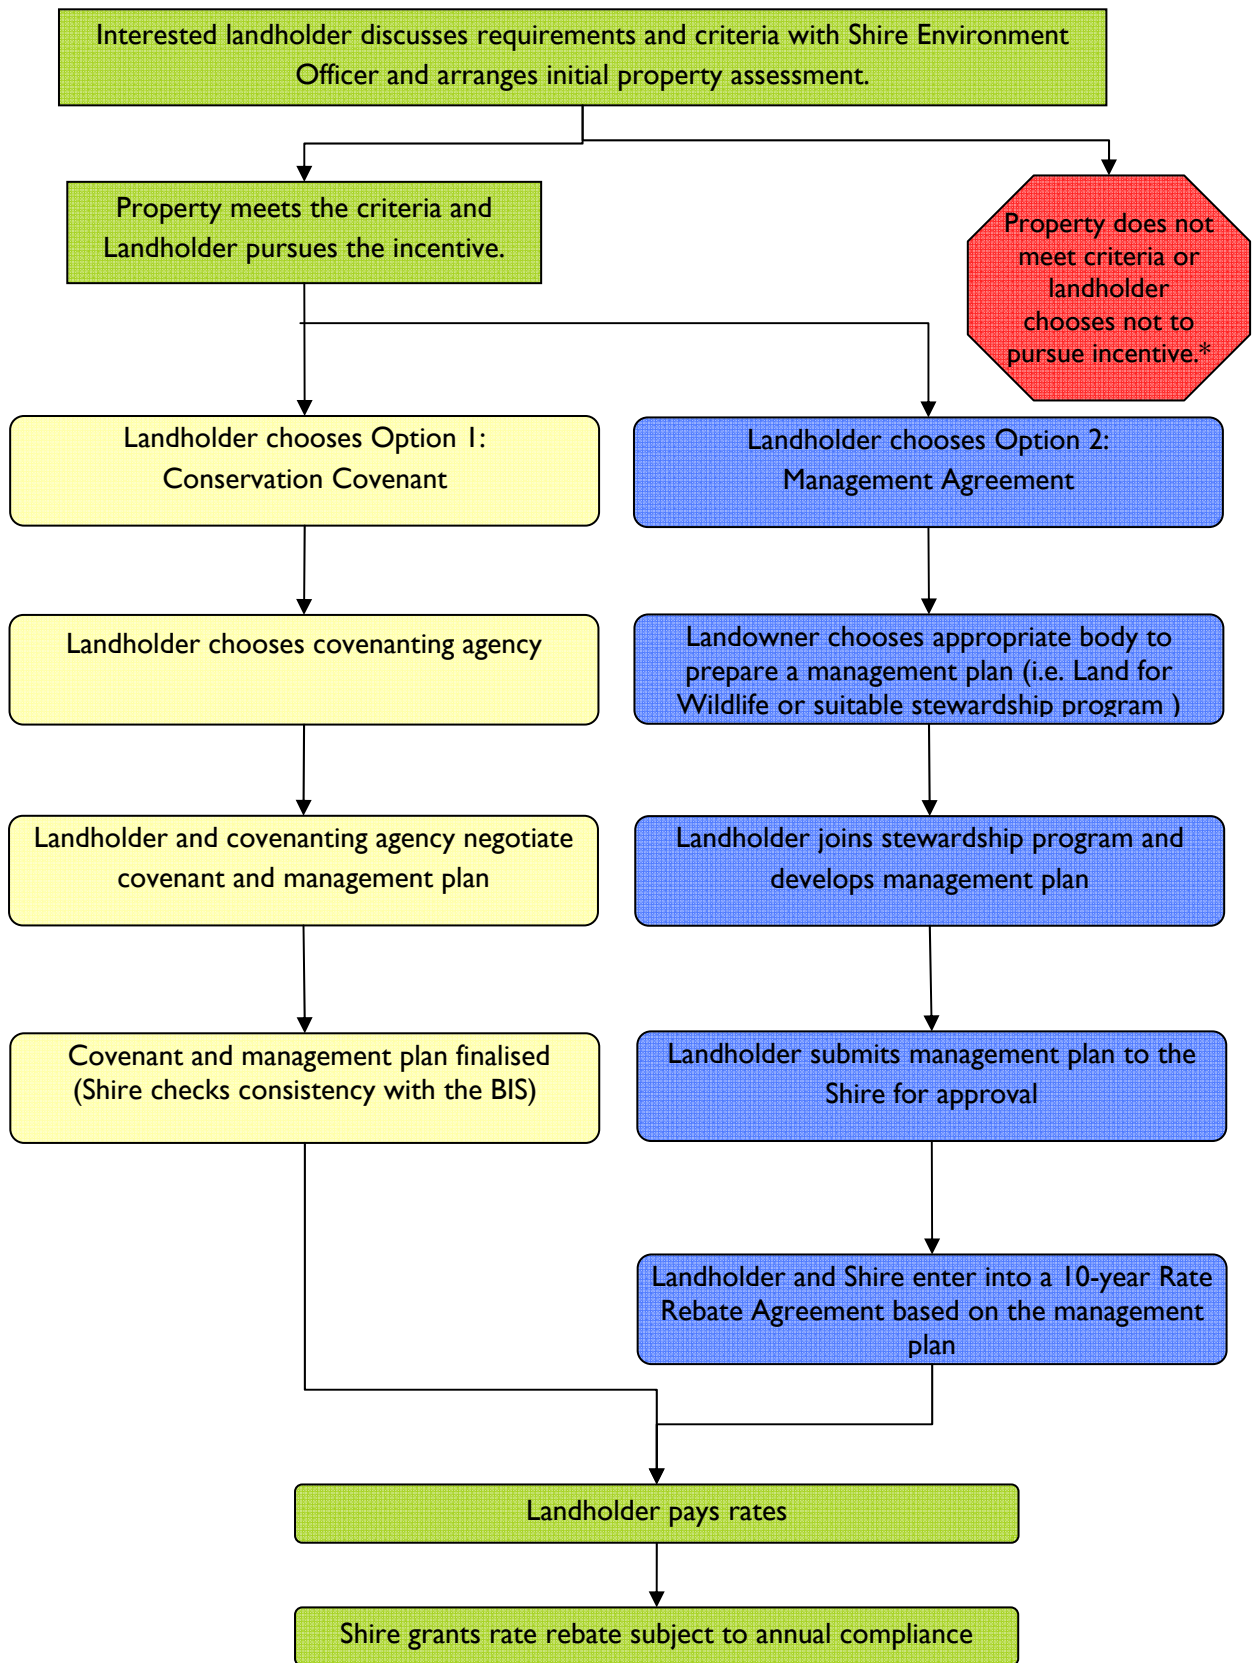 Interested landholder discusses requirements and criteria with Shire Environment
Officer and arranges initial property assessment.
Property meets the criteria and
Landholder pursues the incentive.
Property does not
meet criteria or
landholder
chooses not to
pursue incentive.*
Landholder chooses Option 1:
Conservation Covenant
Landholder chooses Option 2:
Management Agreement
Landholder chooses covenanting agency
Landowner chooses appropriate body to
prepare a management plan (i.e. Land for
Wildlife or suitable stewardship program )
Landholder and covenanting agency negotiate
covenant and management plan
Landholder joins stewardship program and
develops management plan
Covenant and management plan finalised
(Shire checks consistency with the BIS)
Landholder submits management plan to the
Shire for approval
Landholder and Shire enter into a 10-year Rate
Rebate Agreement based on the management
plan
Landholder pays rates
Shire grants rate rebate subject to annual compliance